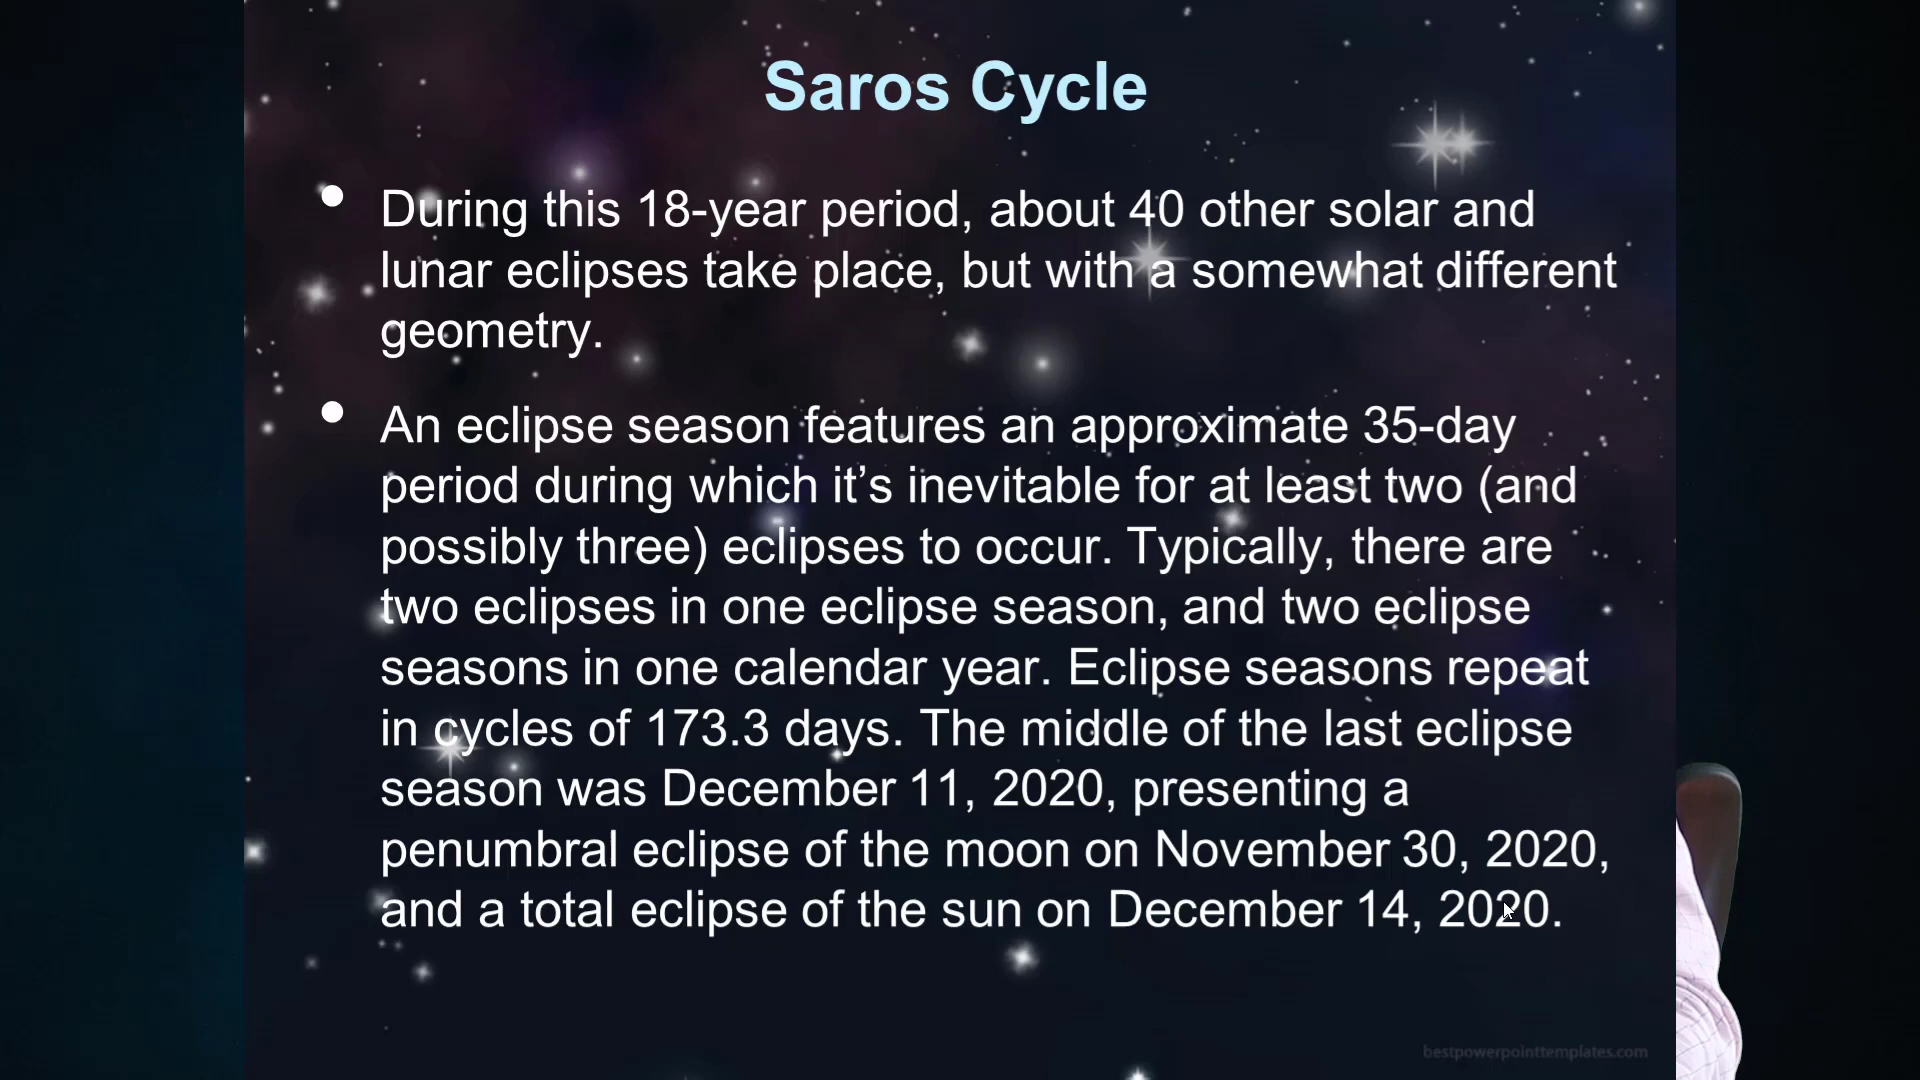 Saros Cycle
• During this 18-year period, about 40 other solar and
lunar eclipses take place, but with a somewhat different
geometry.
• An eclipse season features an approximate 35-day
period during which it’s inevitable for at least two (and
possibly three) eclipses to occur. Typically, there are
two eclipses in one eclipse season, and two eclipse
seasons in one calendar year. Eclipse seasons repeat
in cycles of 173.3 days. The middle of the last eclipse
season was December 11, 2020, presenting a
penumbral eclipse of the moon on November 30, 2020,
and a total eclipse of the sun on December 14, 2020.
bestpowerpointtemplates.com